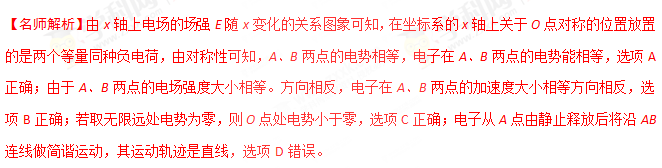 【名师解析】由 x 轴上电场的场强 E 随 x 变化的关系图象可知，在坐标系的 x 轴上关于 O 点对称的位置放置
的是两个等量同种负电荷，由对称性可知，A、B 两点的电势相等，电子在 A、B 两点的电势能相等，选项 A
正确；由于 A、B 两点的电场强度大小相等。方向相反，电子在 A、B 两点的加速度大小相等方向相反，选
项 B 正确；若取无限远处电势为零，则 O 点处电势小于零，选项 C 正确；电子从 A 点由静止释放后将沿 AB
连线做简谐运动，其运动轨迹是直线，选项 D 错误。